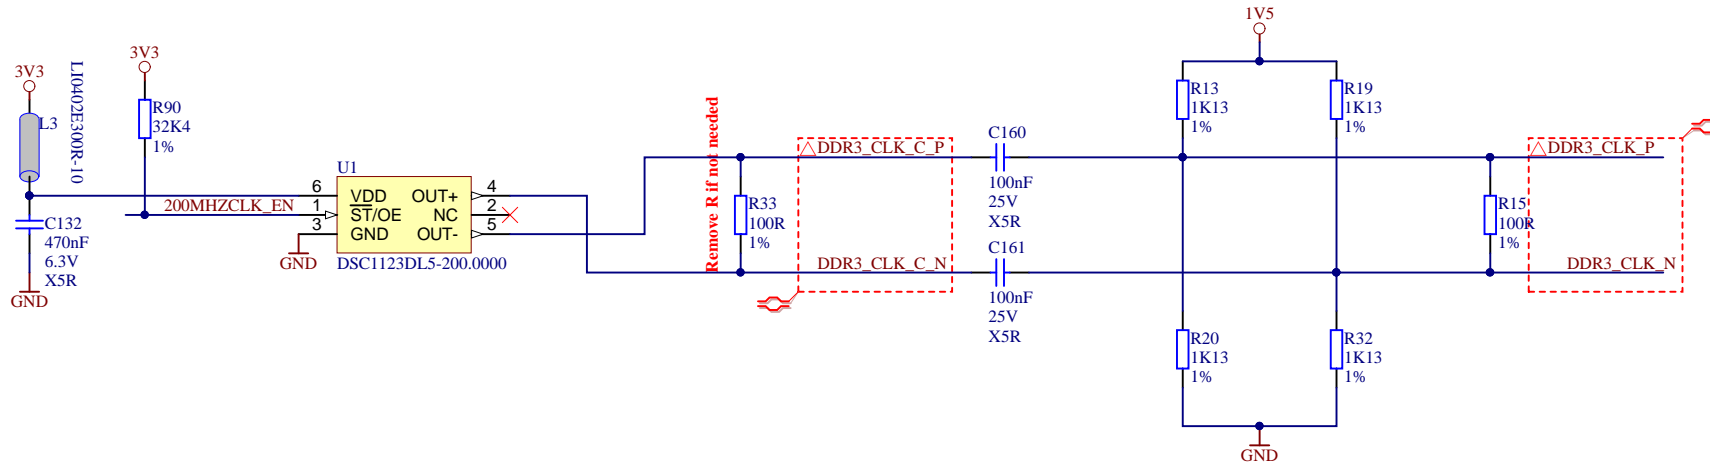 3V3
LI0402E300R-10
L3
C132
470nF
6.3V
X5R
GND
3V3
R90
32K4
1%
200MHZCLK_EN
GND
U1
6 VDD OUT+ 4
1 ST/OE NC 2
3 GND OUT- 5
DSC1123DL5-200.0000
Remove R if not needed
R33
100R
1%
DDR3_CLK_C_P
DDR3_CLK_C_N
C160
100nF
25V
X5R
C161
100nF
25V
X5R
1V5
R13
1K13
1%
R19
1K13
1%
R20
1K13
1%
R32
1K13
1%
GND
R15
100R
1%
DDR3_CLK_P
DDR3_CLK_N